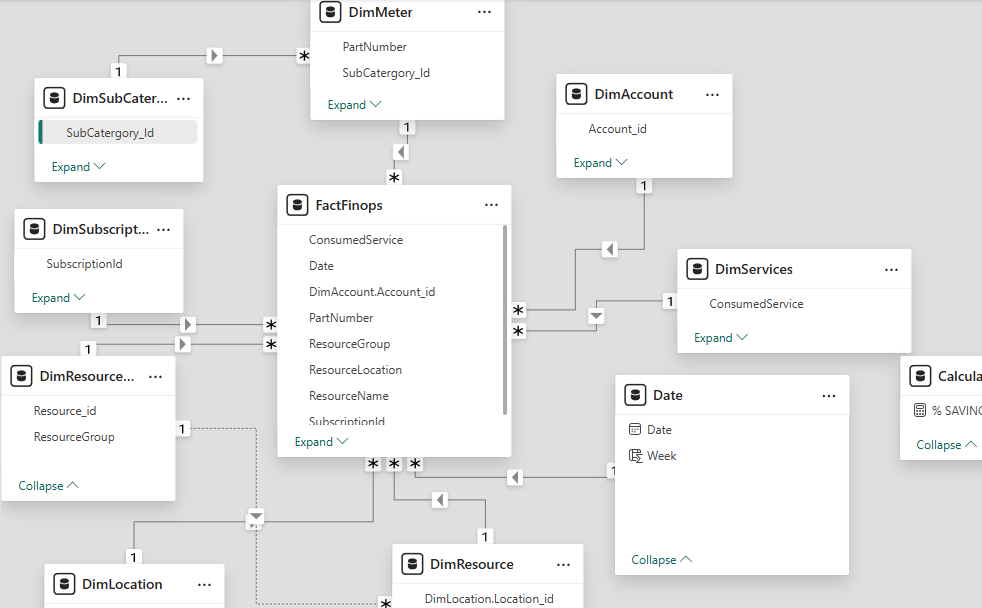 DimMeter
PartNumber
SubCatergory_Id
Expand
1
*
DimSubCater...
SubCatergory_Id
Expand
1
*
DimAccount
Account_id
Expand
1
FactFinops
ConsumedService
Date
DimAccount.Account_id
PartNumber
ResourceGroup
ResourceLocation
ResourceName
SubscriptionId
Expand
DimSubscript...
SubscriptionId
Expand
1
*
1
*
*
*
1
DimServices
ConsumedService
Expand
DimResource...
Resource_id
ResourceGroup
Collapse
1
Date
Date
Week
Collapse
1
Calcula
% SAVING
Collapse
* * *
1
1
DimLocation
DimResource
DimLocation.Location_id
*